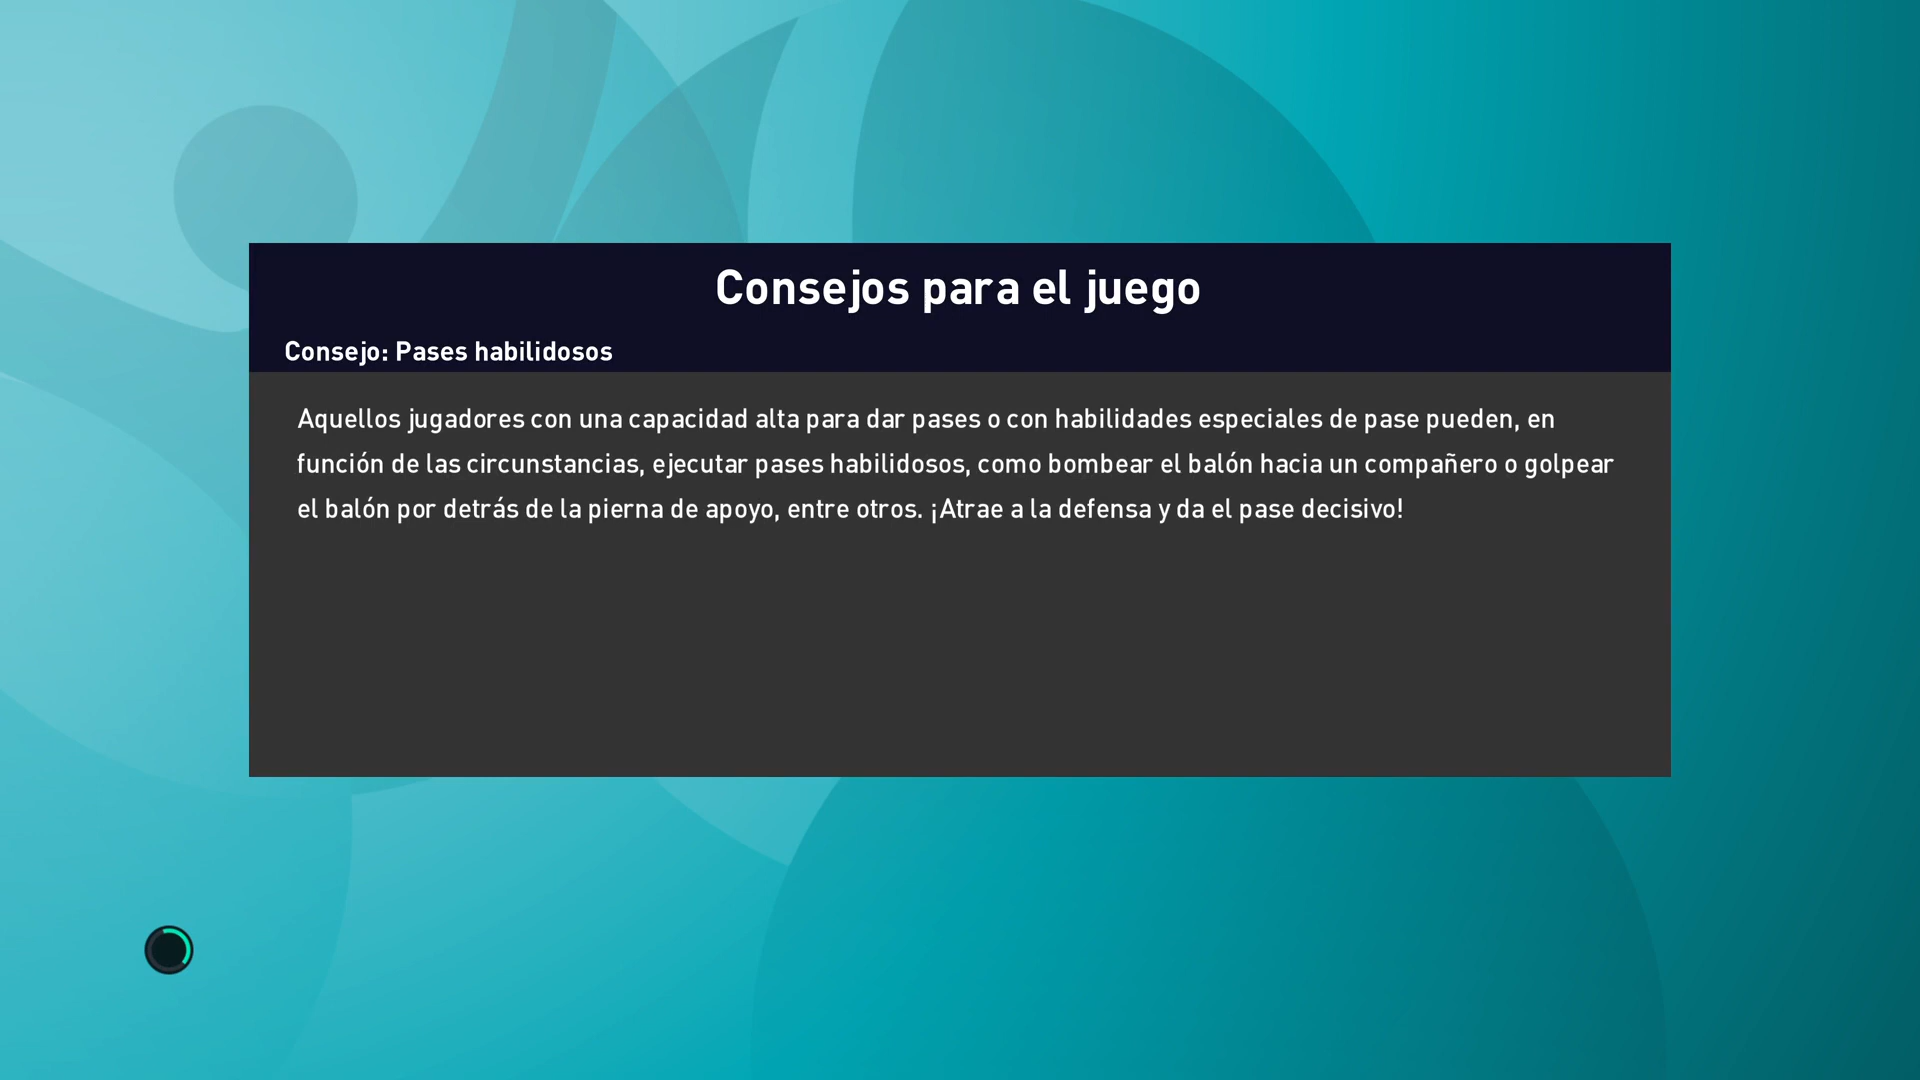 Consejos para el juego
Consejo: Pases habilidosos
Aquellos jugadores con una capacidad alta para dar pases o con habilidades especiales de pase pueden, en
función de las circunstancias, ejecutar pases habilidosos, como bombear el balón hacia un compañero o golpear
el balón por detrás de la pierna de apoyo, entre otros. ¡Atrae a la defensa y da el pase decisivo!